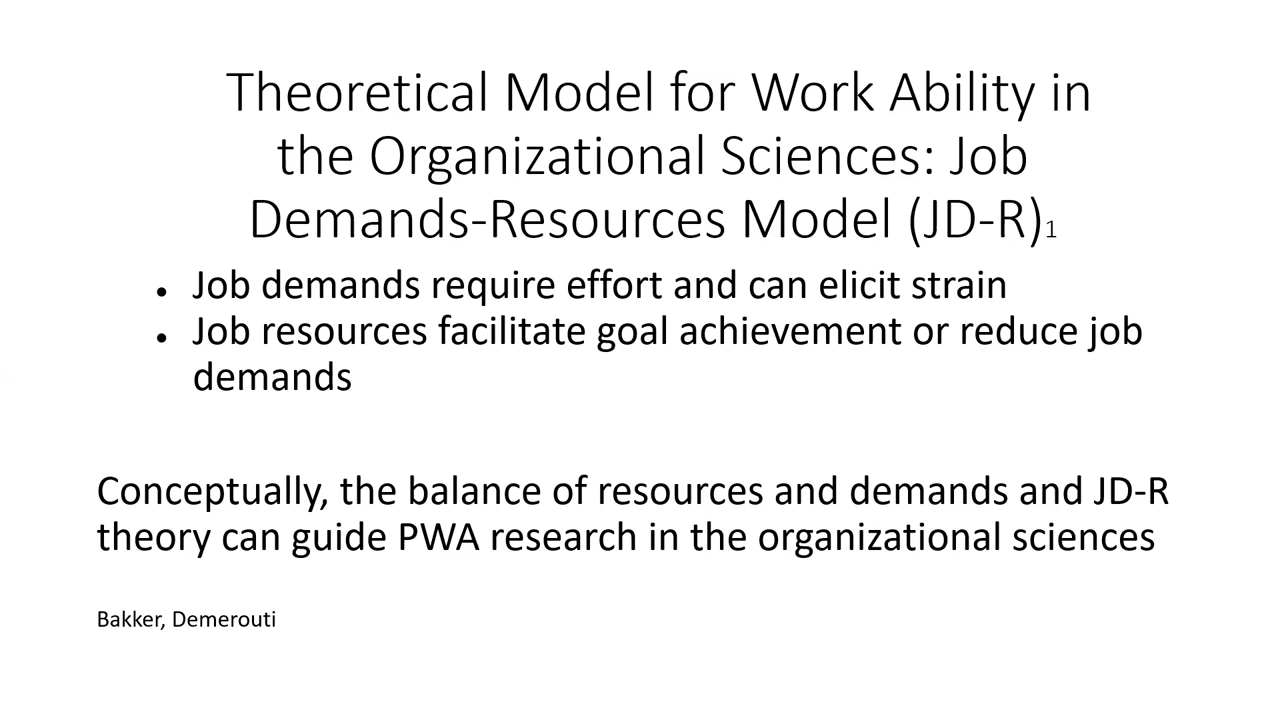 Theoretical Model for Work Ability in
the Organizational Sciences: Job
Demands-Resources Model (JD-R)1
• Job demands require effort and can elicit strain
• Job resources facilitate goal achievement or reduce job
demands
Conceptually, the balance of resources and demands and JD-R
theory can guide PWA research in the organizational sciences
Bakker, Demerouti